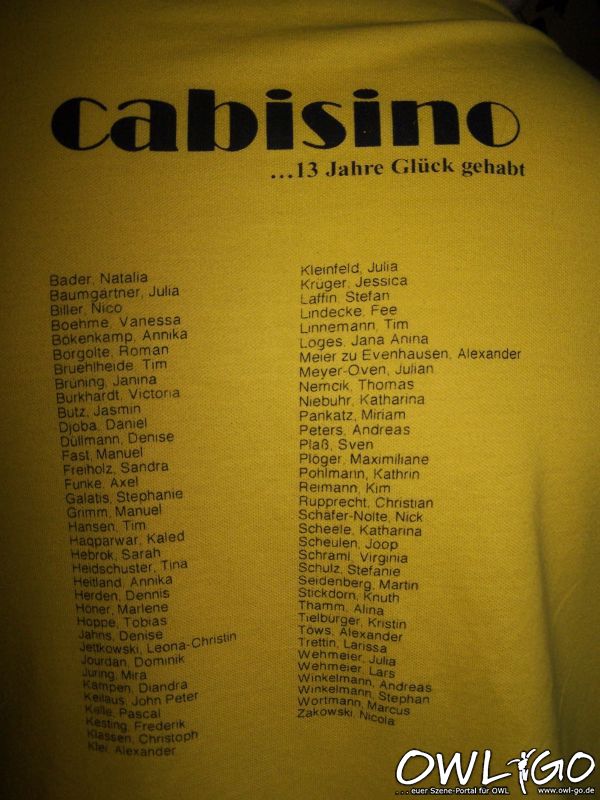 cabisino
...13 Jahre Glück gehabt
Bader, Natalia
Baumgärtner, Julia
Biller, Nico
Boehme, Vanessa
Bökenkamp, Annika
Borgolte, Roman
Bruehlheide, Tim
Brüning, Janina
Burkhardt, Victoria
Butz, Jasmin
Djoba, Daniel
Düllmann, Denise
Fast, Manuel
Freiholz, Sandra
Funke, Axel
Galatis, Stephanie
Grimm, Manuel
Hansen, Tim
Haqparwar, Kaled
Hebrok, Sarah
Heidschuster, Tina
Heitland, Annika
Herden, Dennis
Höner, Marlene
Hoppe, Tobias
Jahns, Denise
Jettkowski, Leona-Christin
Jourdan, Dominik
Juring, Mira
Kampen, Diandra
Keilaus, John Peter
Kelle, Pascal
Kesting, Frederik
Klassen, Christoph
Klei, Alexander
Kleinfeld, Julia
Krüger, Jessica
Laffin, Stefan
Lindecke, Fee
Linnemann, Tim
Loges, Jana Anina
Meier zu Evenhausen, Alexander
Meyer-Oven, Julian
Nemcik, Thomas
Niebuhr, Katharina
Pankatz, Miriam
Peters, Andreas
Plaß, Sven
Plöger, Maximiliane
Pohlmann, Kathrin
Reimann, Kim
Rupprecht, Christian
Schäfer-Nolte, Nick
Scheele, Katharina
Scheulen, Joop
Schraml, Virginia
Schulz, Stefanie
Seidenberg, Martin
Stickdorn, Knuth
Thamm, Alina
Tielbürger, Kristin
Töws, Alexander
Trettin, Larissa
Wehmeier, Julia
Wehmeier, Lars
Winkelmann, Andreas
Winkelmann, Stephan
Wortmann, Marcus
Zakowski, Nicola
OWL GO
... euer Szene-Portal für OWL www.owl-go.de